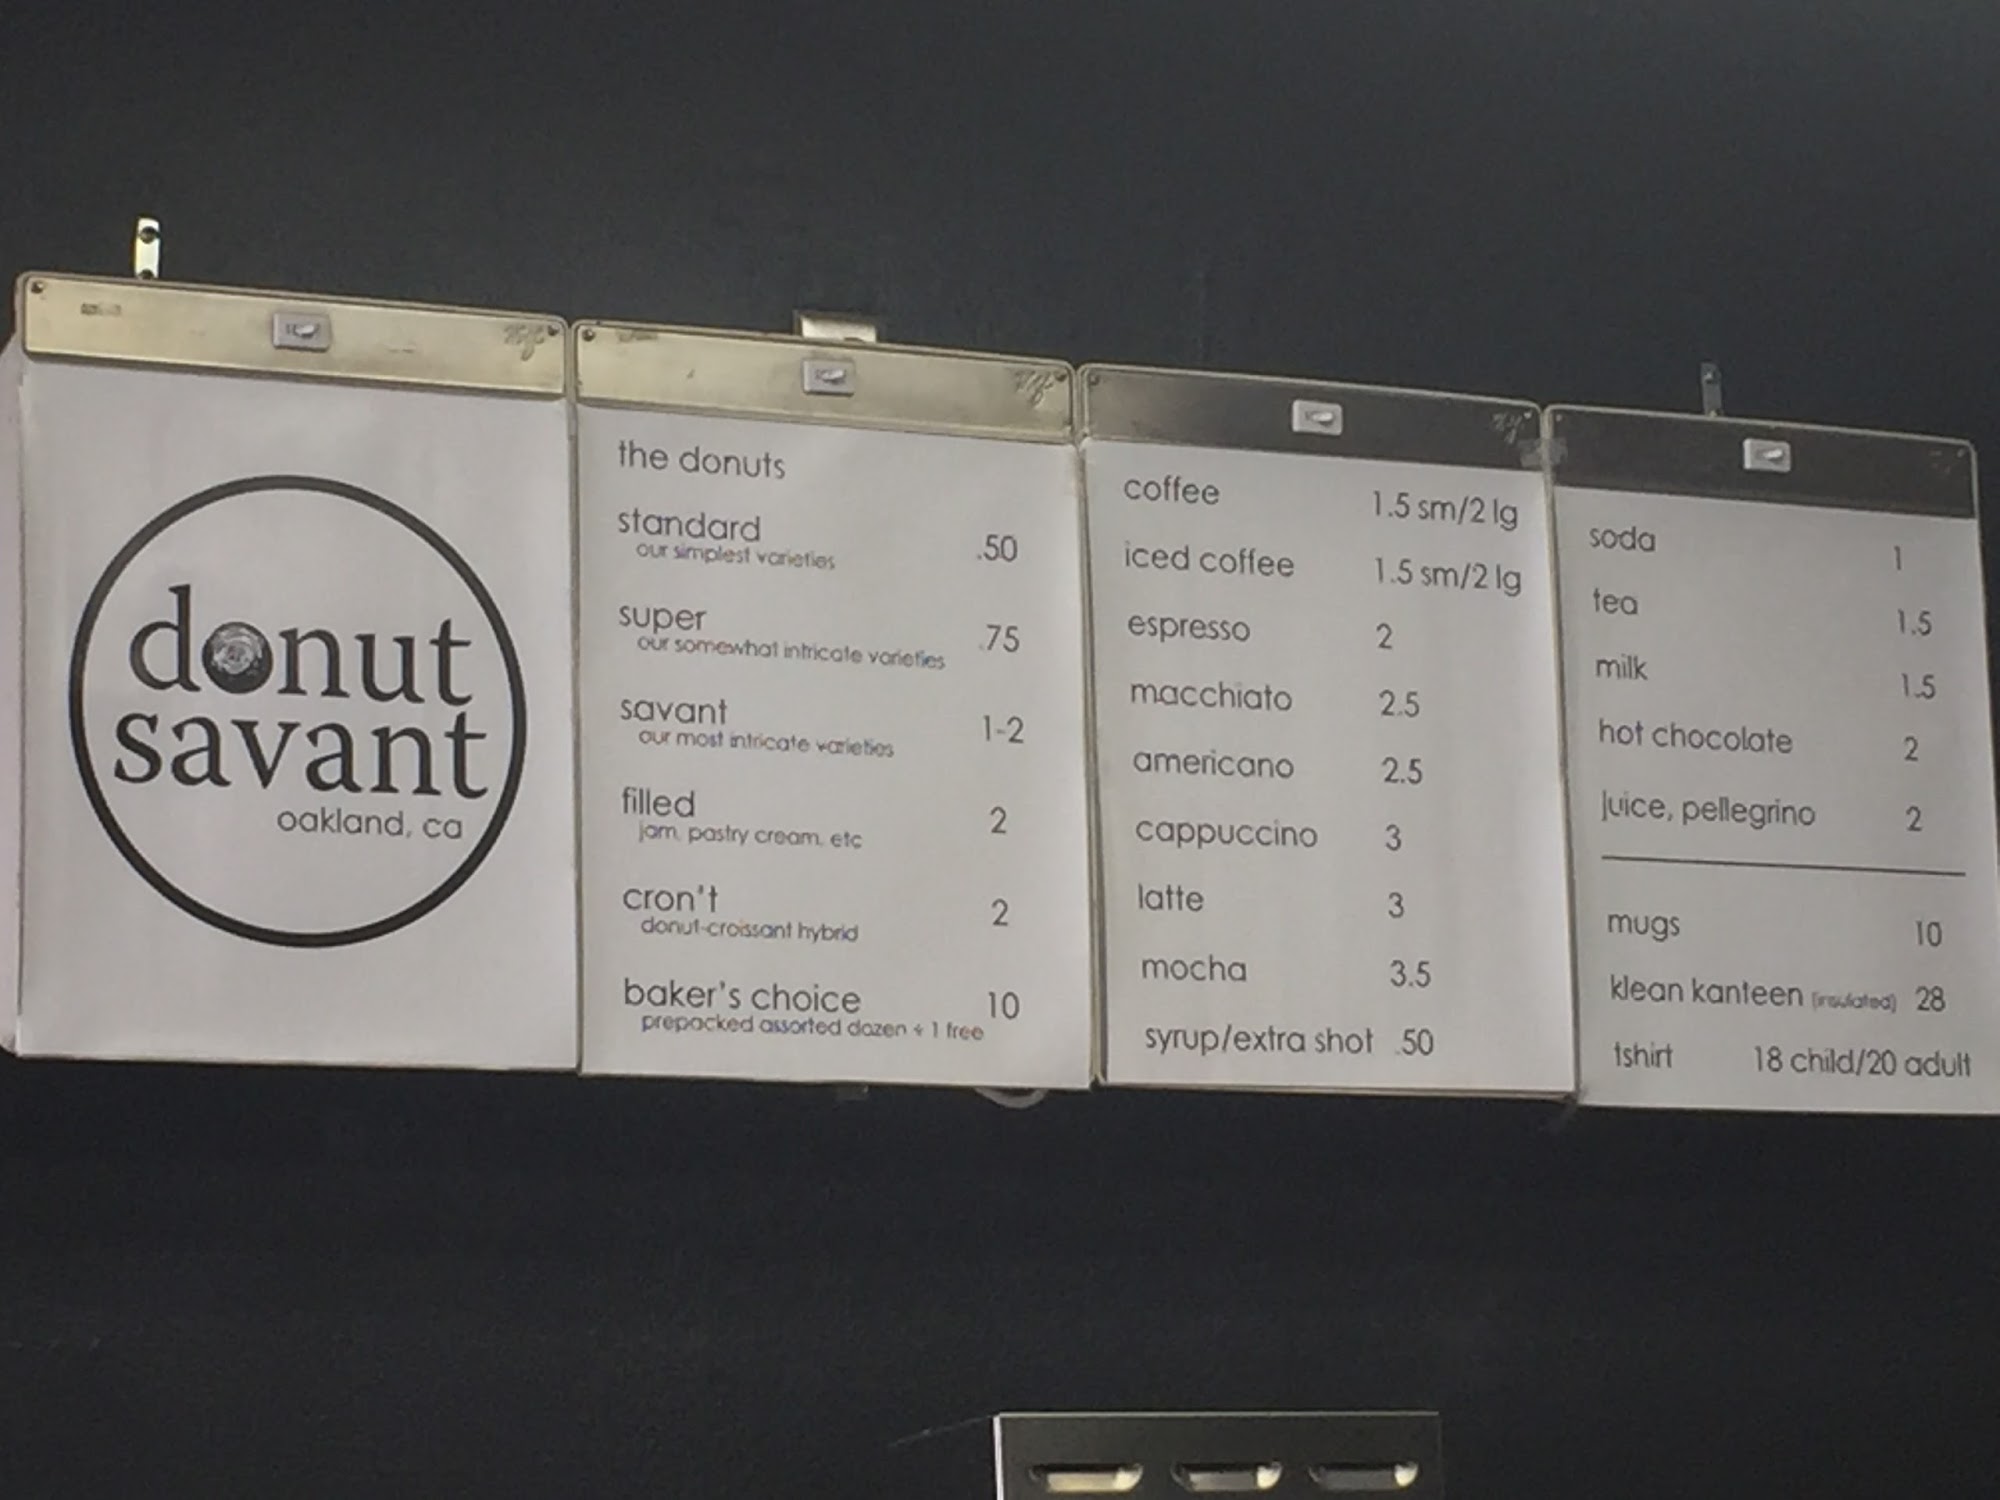 donut
savant
oakland, ca
the donuts
standard .50
our simplest varieties
super .75
our somewhat intricate varieties
savant 1-2
our most intricate varieties
filled 2
jam, pastry cream, etc
cron't 2
donut-croissant hybrid
baker's choice 10
prepacked assorted dozen + 1 free
coffee 1.5 sm/2 lg
iced coffee 1.5 sm/2 lg
espresso 2
macchiato 2.5
americano 2.5
cappuccino 3
latte 3
mocha 3.5
syrup/extra shot .50
soda 1
tea 1.5
milk 1.5
hot chocolate 2
juice, pellegrino 2
mugs 10
klean kanteen (insulated) 28
tshirt 18 child/20 adult